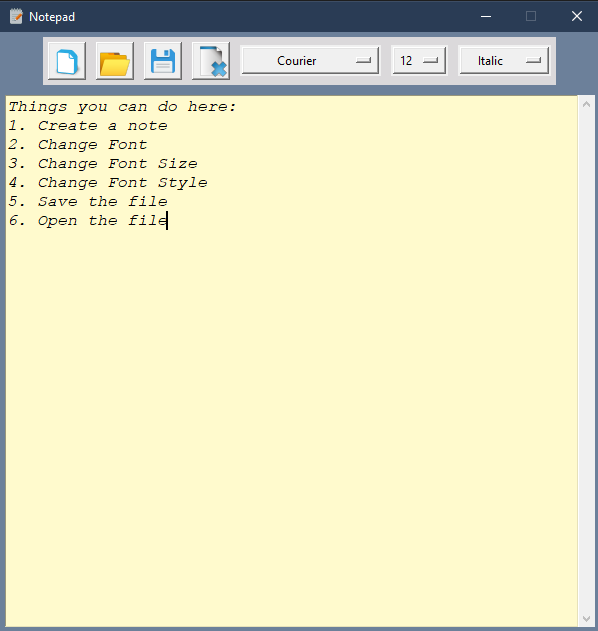 Notepad
Courier 12 Italic
Things you can do here:
1. Create a note
2. Change Font
3. Change Font Size
4. Change Font Style
5. Save the file
6. Open the file